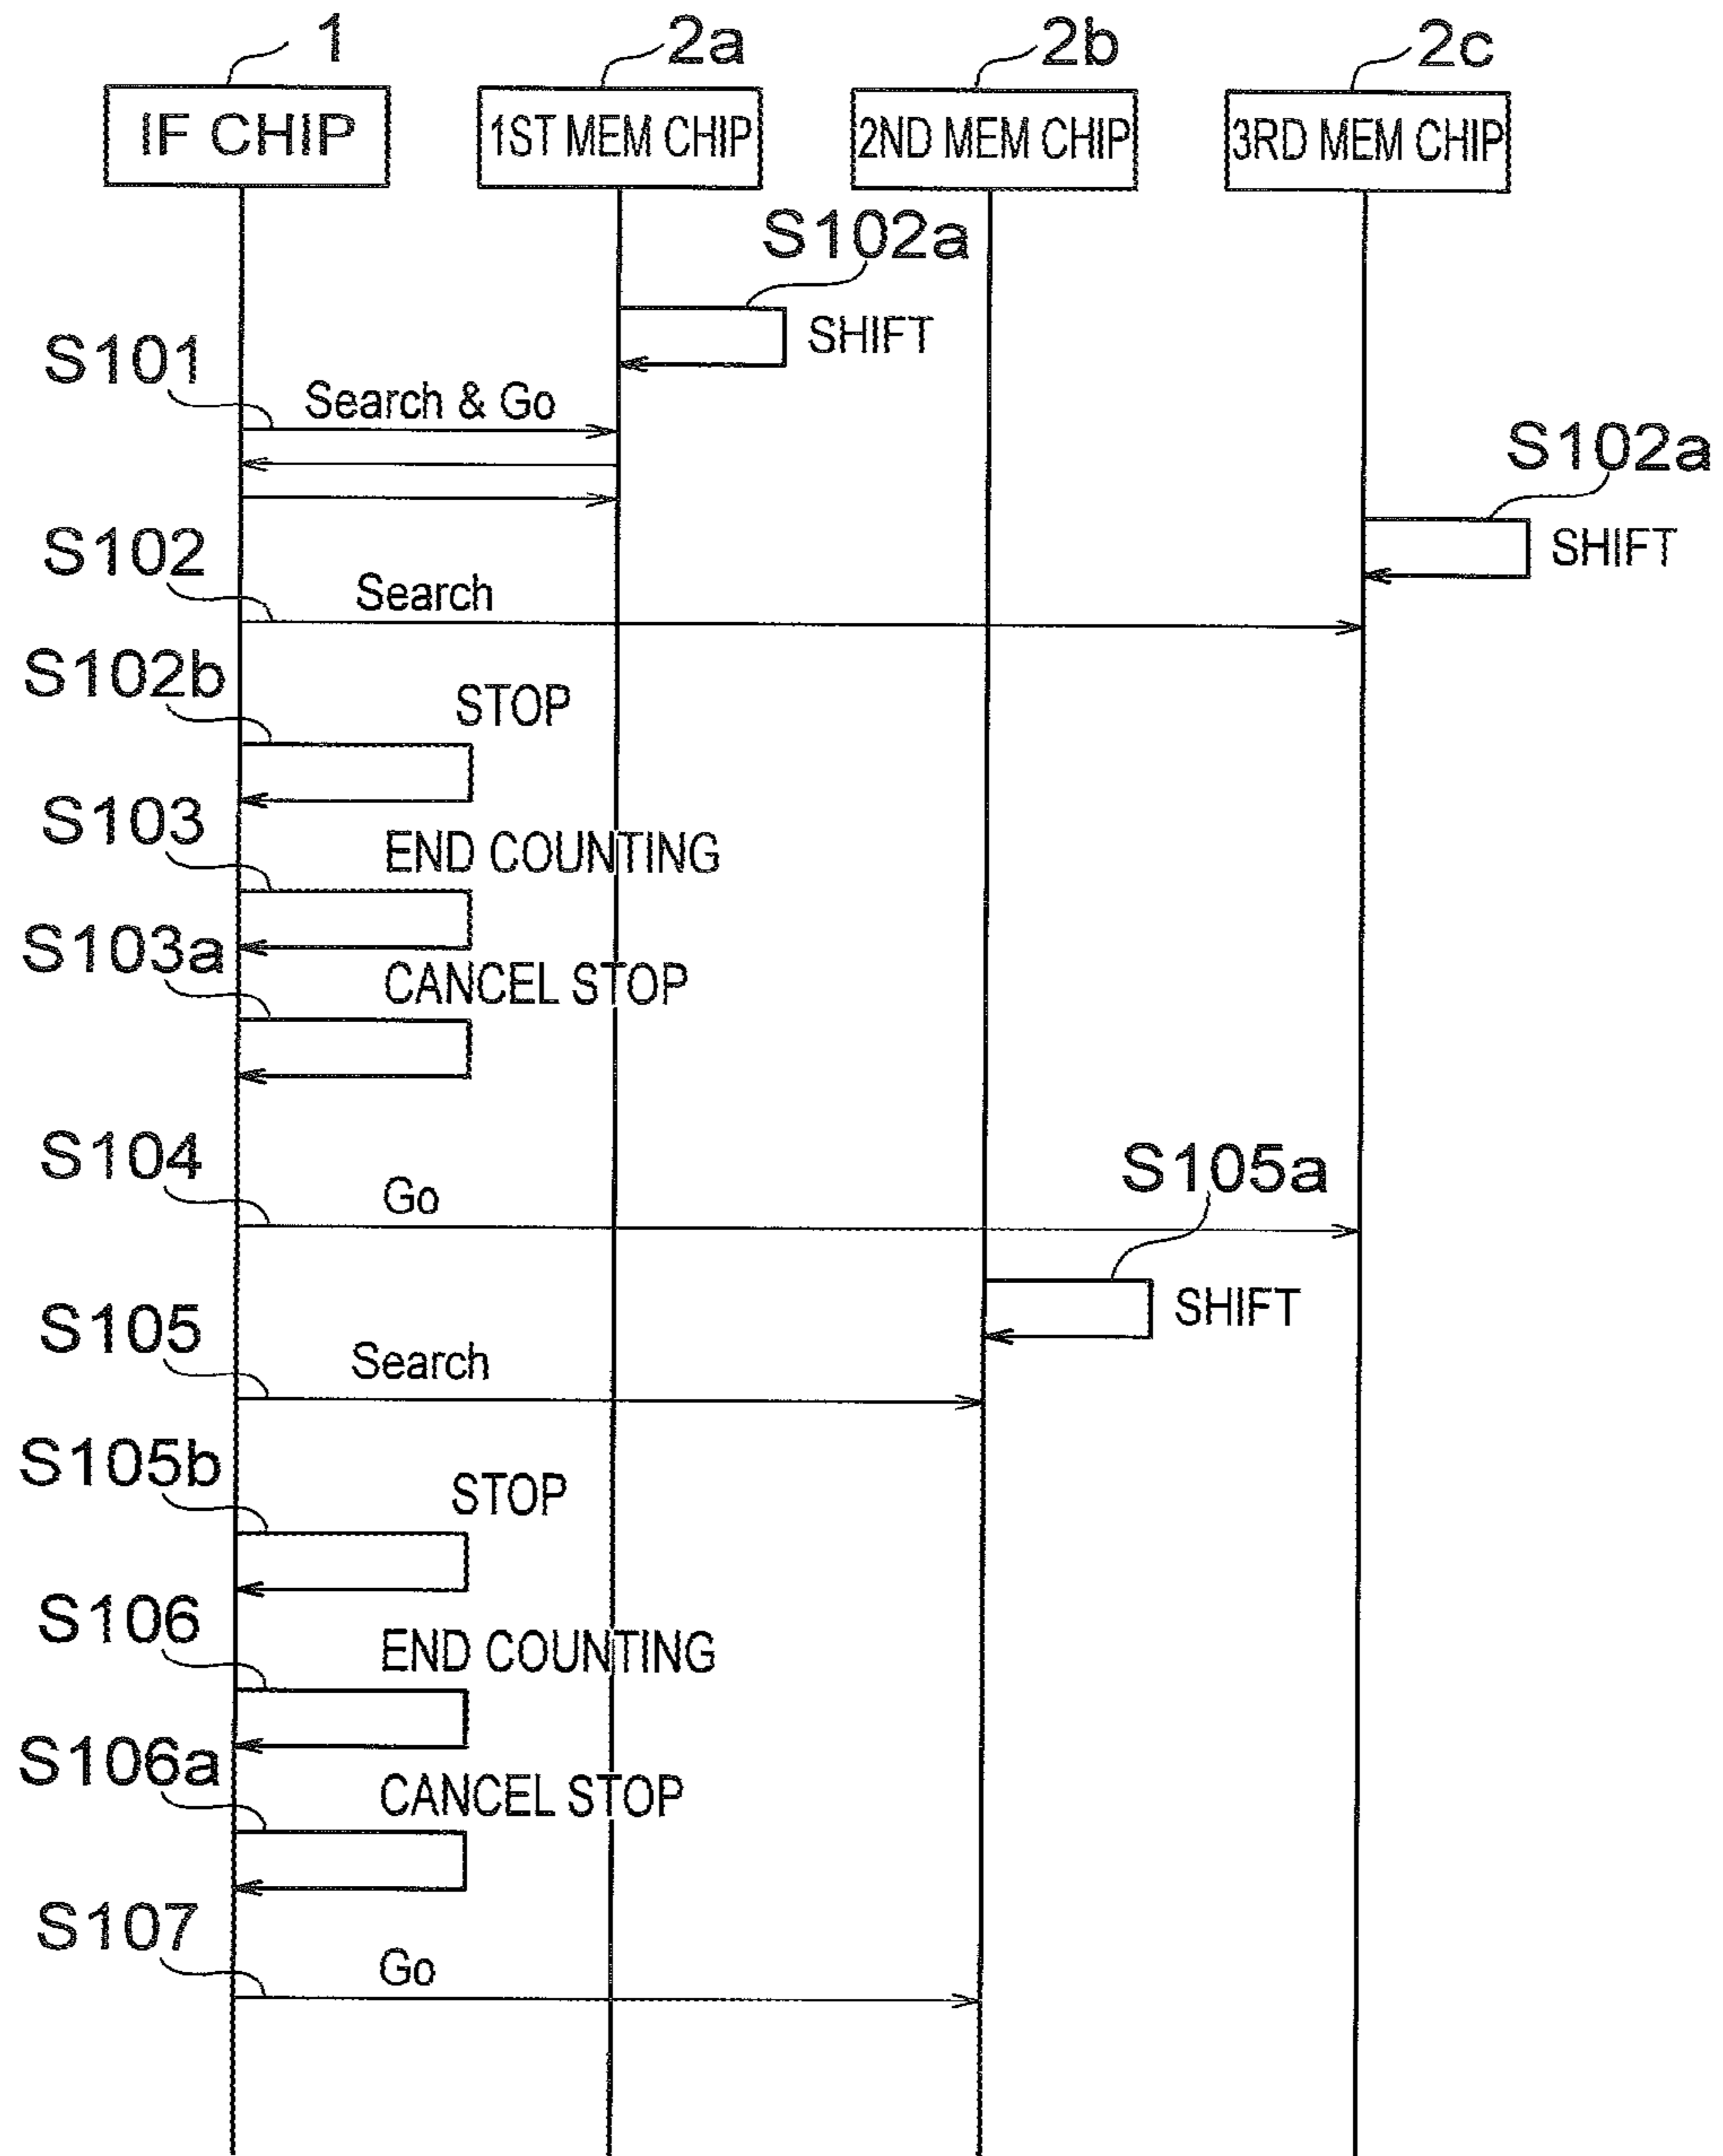 1
2a
2b
2c
IF CHIP
1ST MEM CHIP
2ND MEM CHIP
3RD MEM CHIP
S102a
SHIFT
S101
Search & Go
S102a
SHIFT
S102
Search
S102b
STOP
S103
END COUNTING
S103a
CANCEL STOP
S104
Go
S105a
SHIFT
S105
Search
S105b
STOP
S106
END COUNTING
S106a
CANCEL STOP
S107
Go